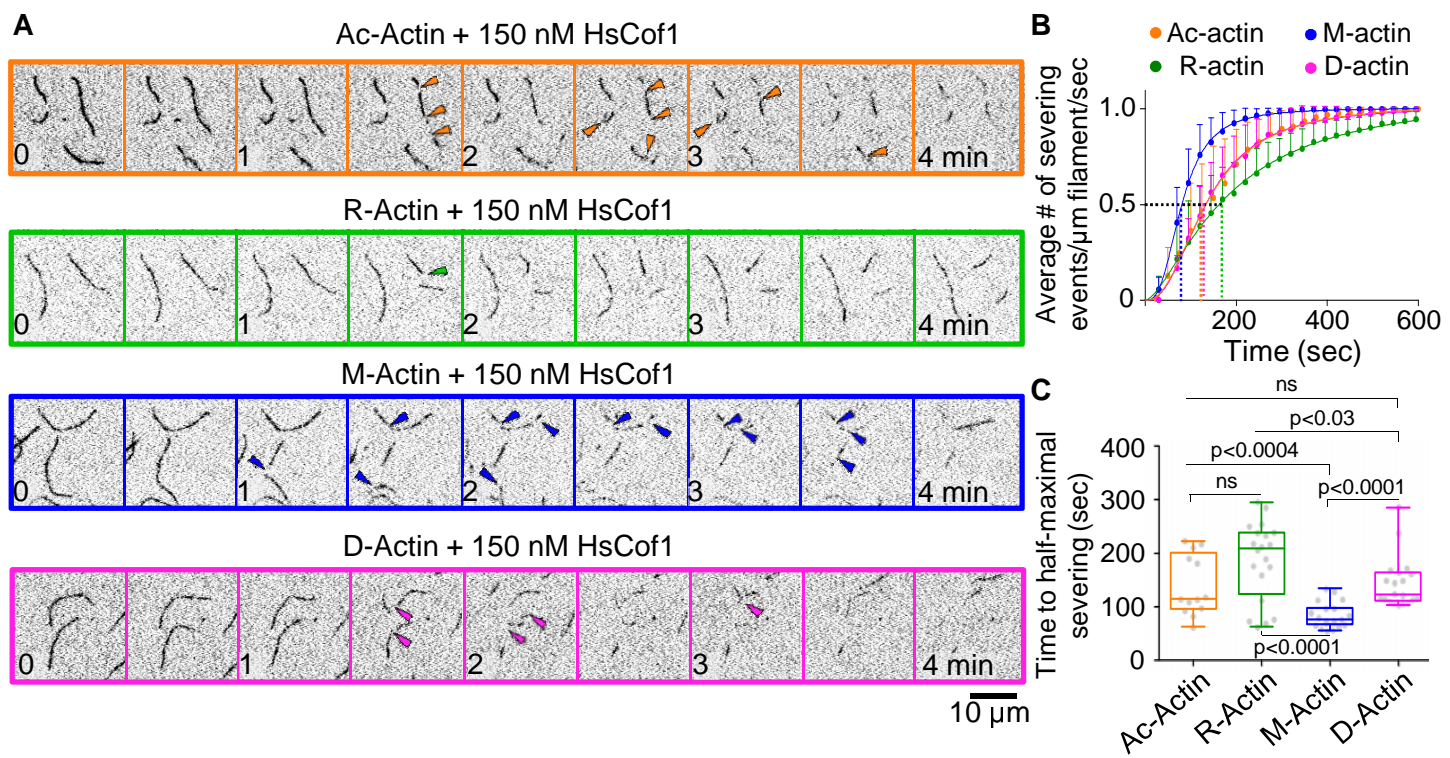 A
Ac-Actin + 150 nM HsCof1
0
1
2
3
4 min
R-Actin + 150 nM HsCof1
0
1
2
3
4 min
M-Actin + 150 nM HsCof1
0
1
2
3
4 min
D-Actin + 150 nM HsCof1
0
1
2
3
4 min
10 µm
B
Ac-actin
M-actin
R-actin
D-actin
Average # of severing
events/µm filament/sec
1.0
0.5
0
200
400
600
Time (sec)
C
ns
p<0.03
p<0.0004
ns
p<0.0001
p<0.0001
Time to half-maximal
severing (sec)
400
300
200
100
0
Ac-Actin
R-Actin
M-Actin
D-Actin